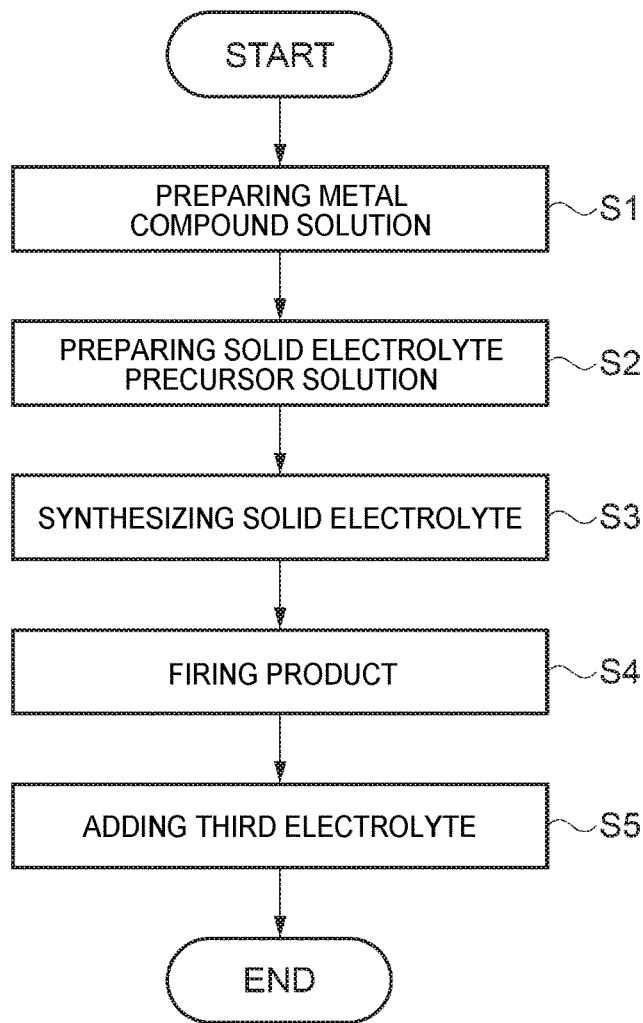 START
PREPARING METAL
COMPOUND SOLUTION
S1
PREPARING SOLID ELECTROLYTE
PRECURSOR SOLUTION
S2
SYNTHESIZING SOLID ELECTROLYTE
S3
FIRING PRODUCT
S4
ADDING THIRD ELECTROLYTE
S5
END